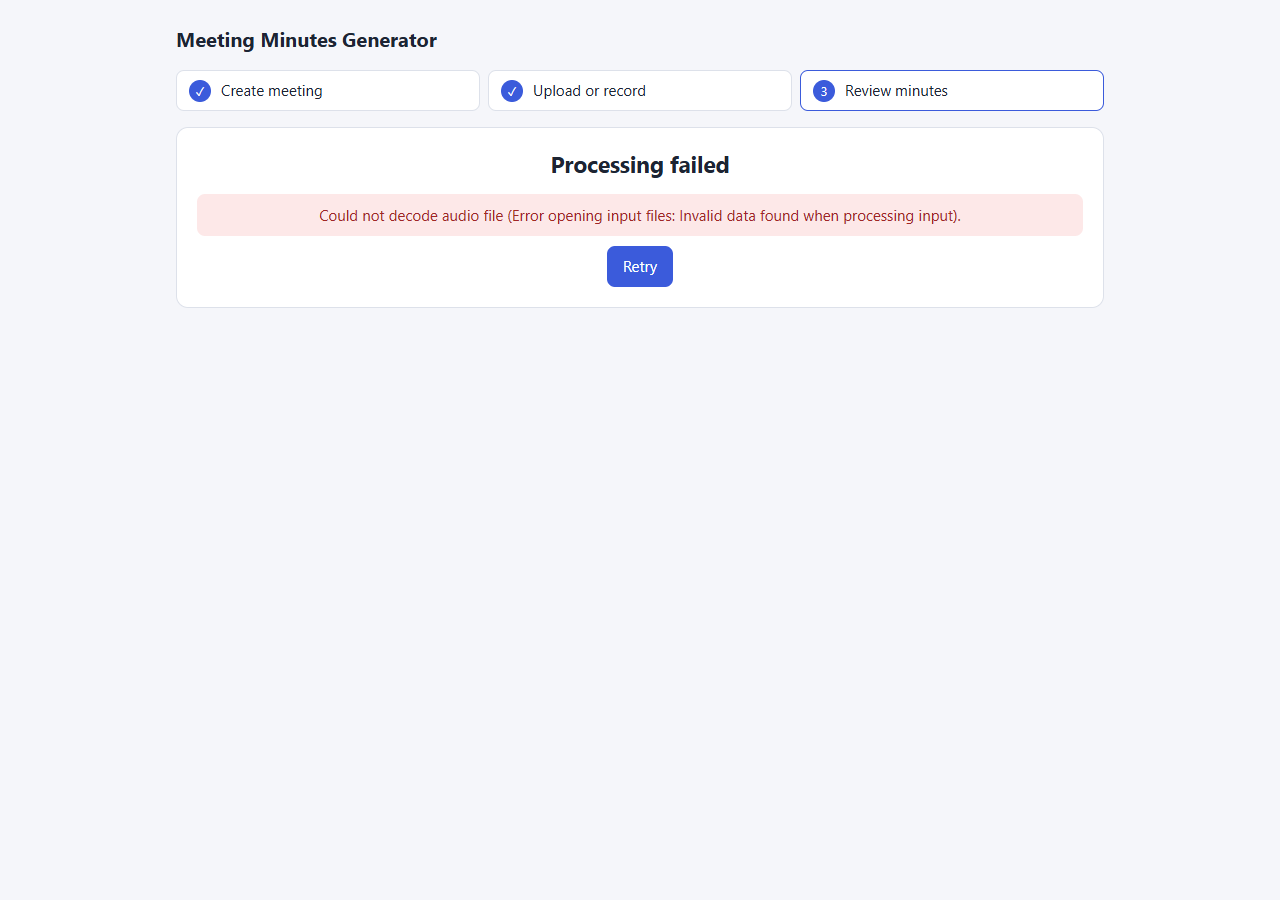 Meeting Minutes Generator
✓ Create meeting
✓ Upload or record
3 Review minutes
Processing failed
Could not decode audio file (Error opening input files: Invalid data found when processing input).
Retry